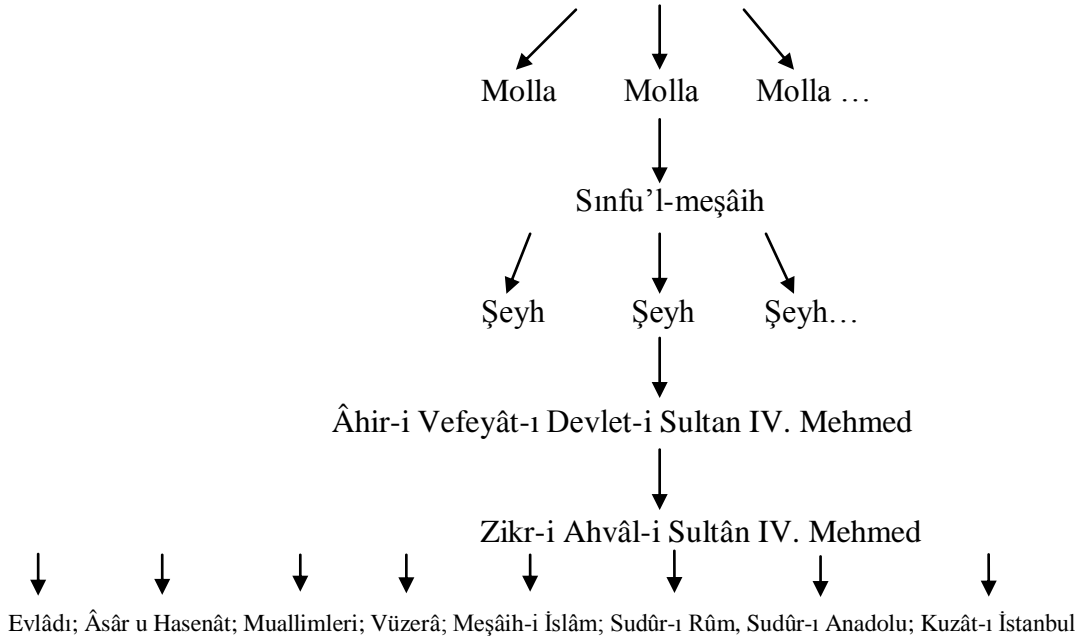 Molla Molla Molla …
Sınfu’l-meşâih
Şeyh Şeyh Şeyh…
Âhir-i Vefeyât-ı Devlet-i Sultan IV. Mehmed
Zikr-i Ahvâl-i Sultân IV. Mehmed
Evlâdı; Âsâr u Hasenât; Muallimleri; Vüzerâ; Meşâih-i İslâm; Sudûr-ı Rûm, Sudûr-ı Anadolu; Kuzât-ı İstanbul